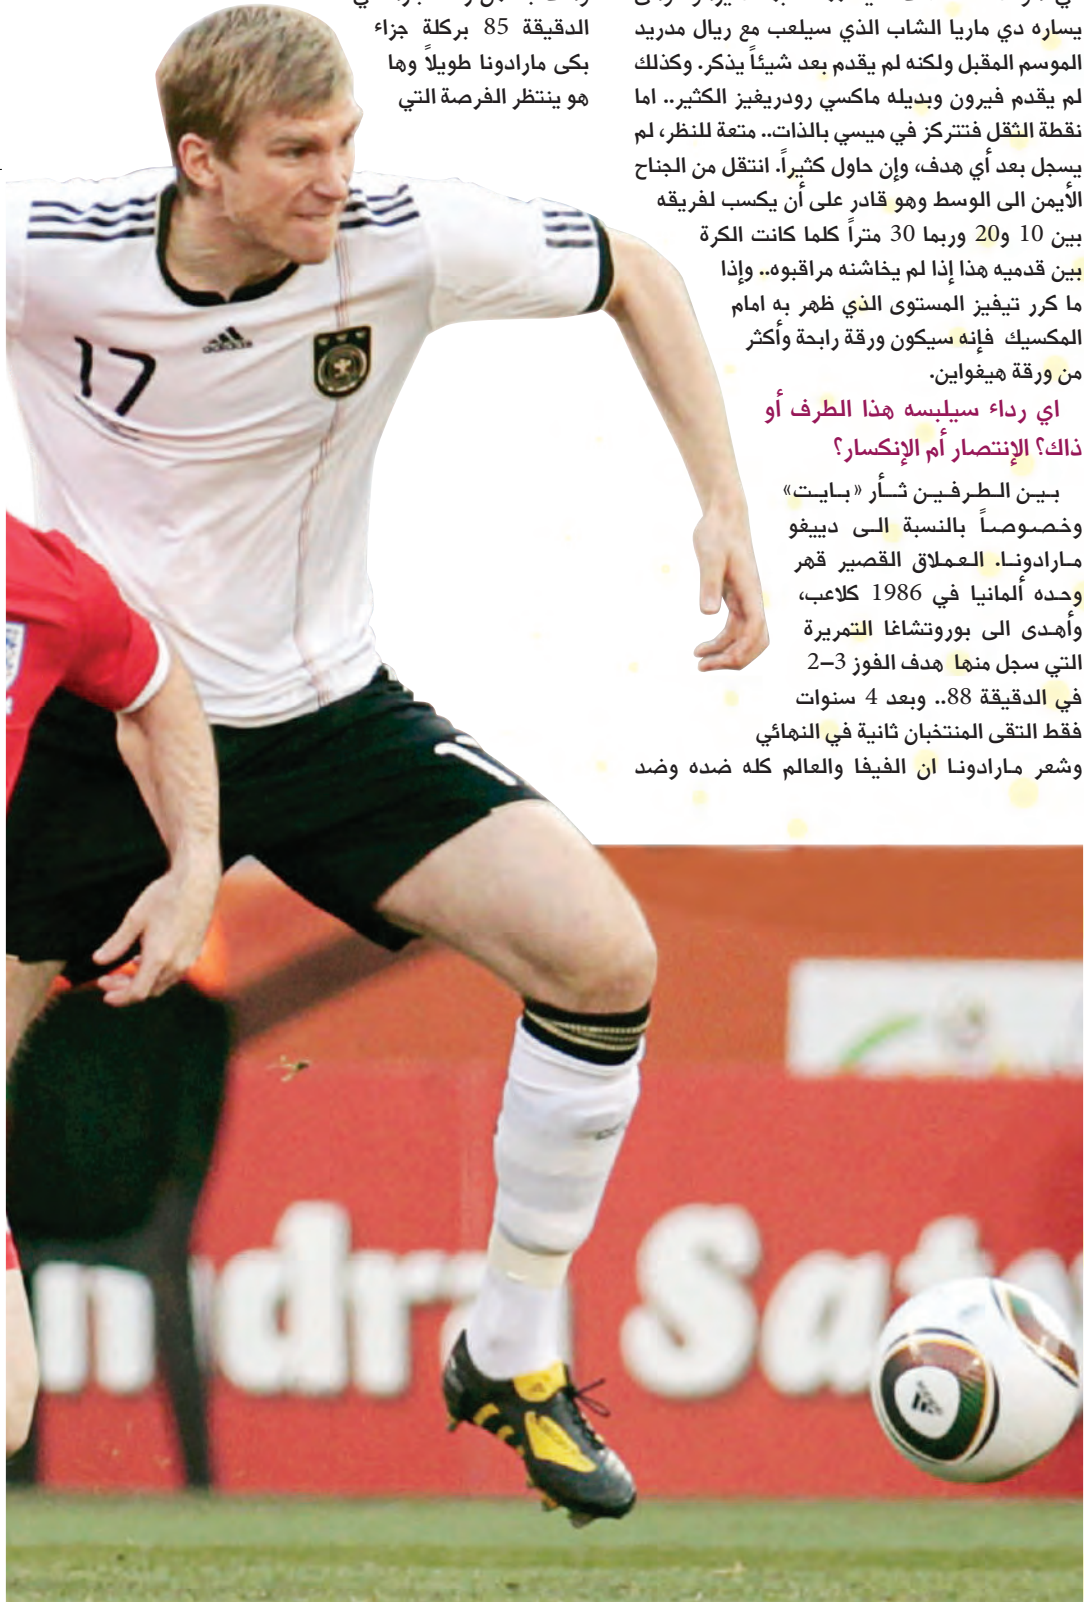 يساره دي ماريا الشاب الذي سيلعب مع ريال مدريد
الموسم المقبل ولكنه لم يقدم بعد شيئاً يذكر. وكذلك
لم يقدم فيرون وبديله ماكسي رودريغيز الكثير.. اما
نقطة الثقل فتتركز في ميسي بالذات.. متعة للنظر، لم
يسجل بعد أي هدف، وإن حاول كثيراً. انتقل من الجناح
الأيمن الى الوسط وهو قادر على أن يكسب لفريقه
بين 10 و20 وربما 30 متراً كلما كانت الكرة
بين قدميه هذا إذا لم يخاشنه مراقبوه.. وإذا
ما كرر تيفيز المستوى الذي ظهر به امام
المكسيك فإنه سيكون ورقة رابحة وأكثر
من ورقة هيغواين.
اي رداء سيلبسه هذا الطرف أو
ذاك؟ الإنتصار أم الإنكسار؟
بين الطرفين ثأر «بايت»
وخصوصاً بالنسبة الى دييغو
مارادونا. العملاق القصير قهر
وحده ألمانيا في 1986 كلاعب،
وأهدى الى بوروتشاغا التمريرة
التي سجل منها هدف الفوز 3–2
في الدقيقة 88.. وبعد 4 سنوات
فقط التقى المنتخبان ثانية في النهائي
وشعر مارادونا ان الفيفا والعالم كله ضده وضد
الدقيقة 85 بركلة جزاء
بكى مارادونا طويلاً وها
هو ينتظر الفرصة التي
adidas
17
ndra Sat